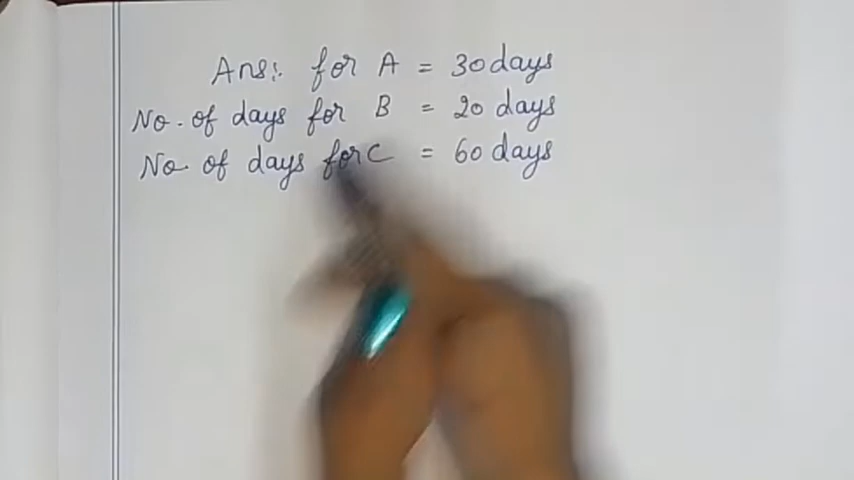 Ans:. for A = 30 days
No. of days for B = 20 days
No. of days for C = 60 days